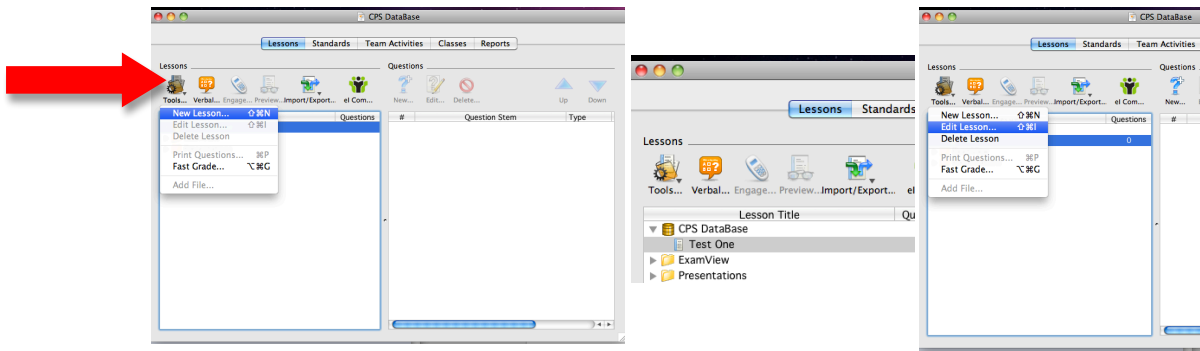 CPS DataBase
Lessons Standards Team Activities Classes Reports
Lessons
Questions
Tools... Verbal... Engage... Preview... Import/Export... el Com...
New... Edit... Delete... Up Down
New Lesson... ⇧⌘N
Edit Lesson... ⇧⌘I
Delete Lesson
Print Questions... ⌘P
Fast Grade... ⌥⌘G
Add File...
Questions
# Question Stem Type
Lessons Standards
Lessons
Tools... Verbal... Engage... Preview... Import/Export... el
Lesson Title Qu
CPS DataBase
Test One
ExamView
Presentations
CPS DataBase
Lessons Standards Team Activities
Lessons
Questions
Tools... Verbal... Engage... Preview... Import/Export... el Com...
New...
New Lesson... ⇧⌘N
Edit Lesson... ⇧⌘I
Delete Lesson
Print Questions... ⌘P
Fast Grade... ⌥⌘G
Add File...
Questions
0
#